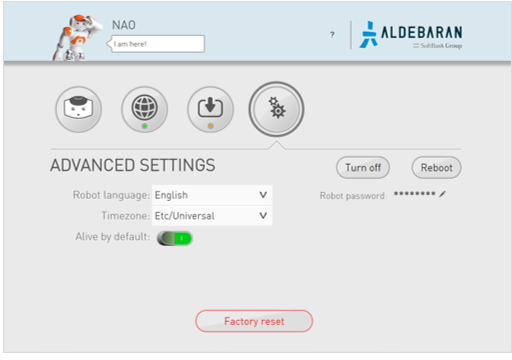 NAO
I am here!
?
ALDEBARAN
SoftBank Group
ADVANCED SETTINGS
Turn off
Reboot
Robot language: English
Robot password: ********
Timezone: Etc/Universal
Alive by default:
Factory reset